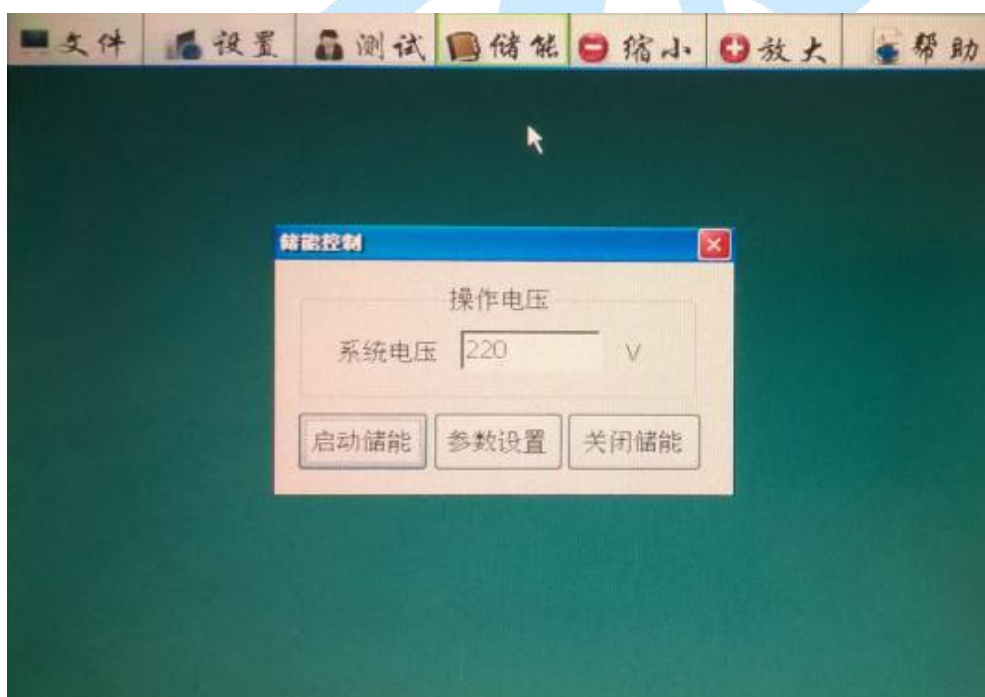 文件 设置 测试 储能 缩小 放大 帮助
储能控制
操作电压
系统电压 220 V
启动储能 参数设置 关闭储能